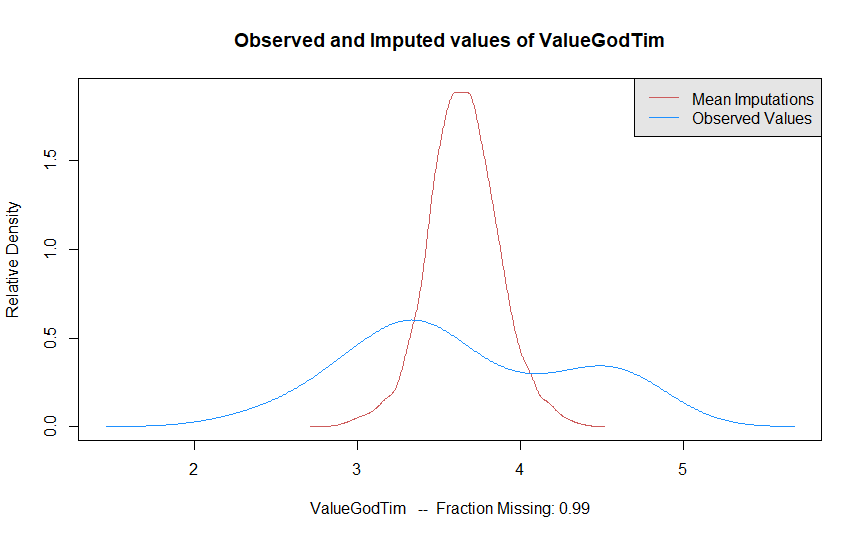 Observed and Imputed values of ValueGodTim
Mean Imputations
Observed Values
Relative Density
1.5
1.0
0.5
0.0
2 3 4 5
ValueGodTim -- Fraction Missing: 0.99